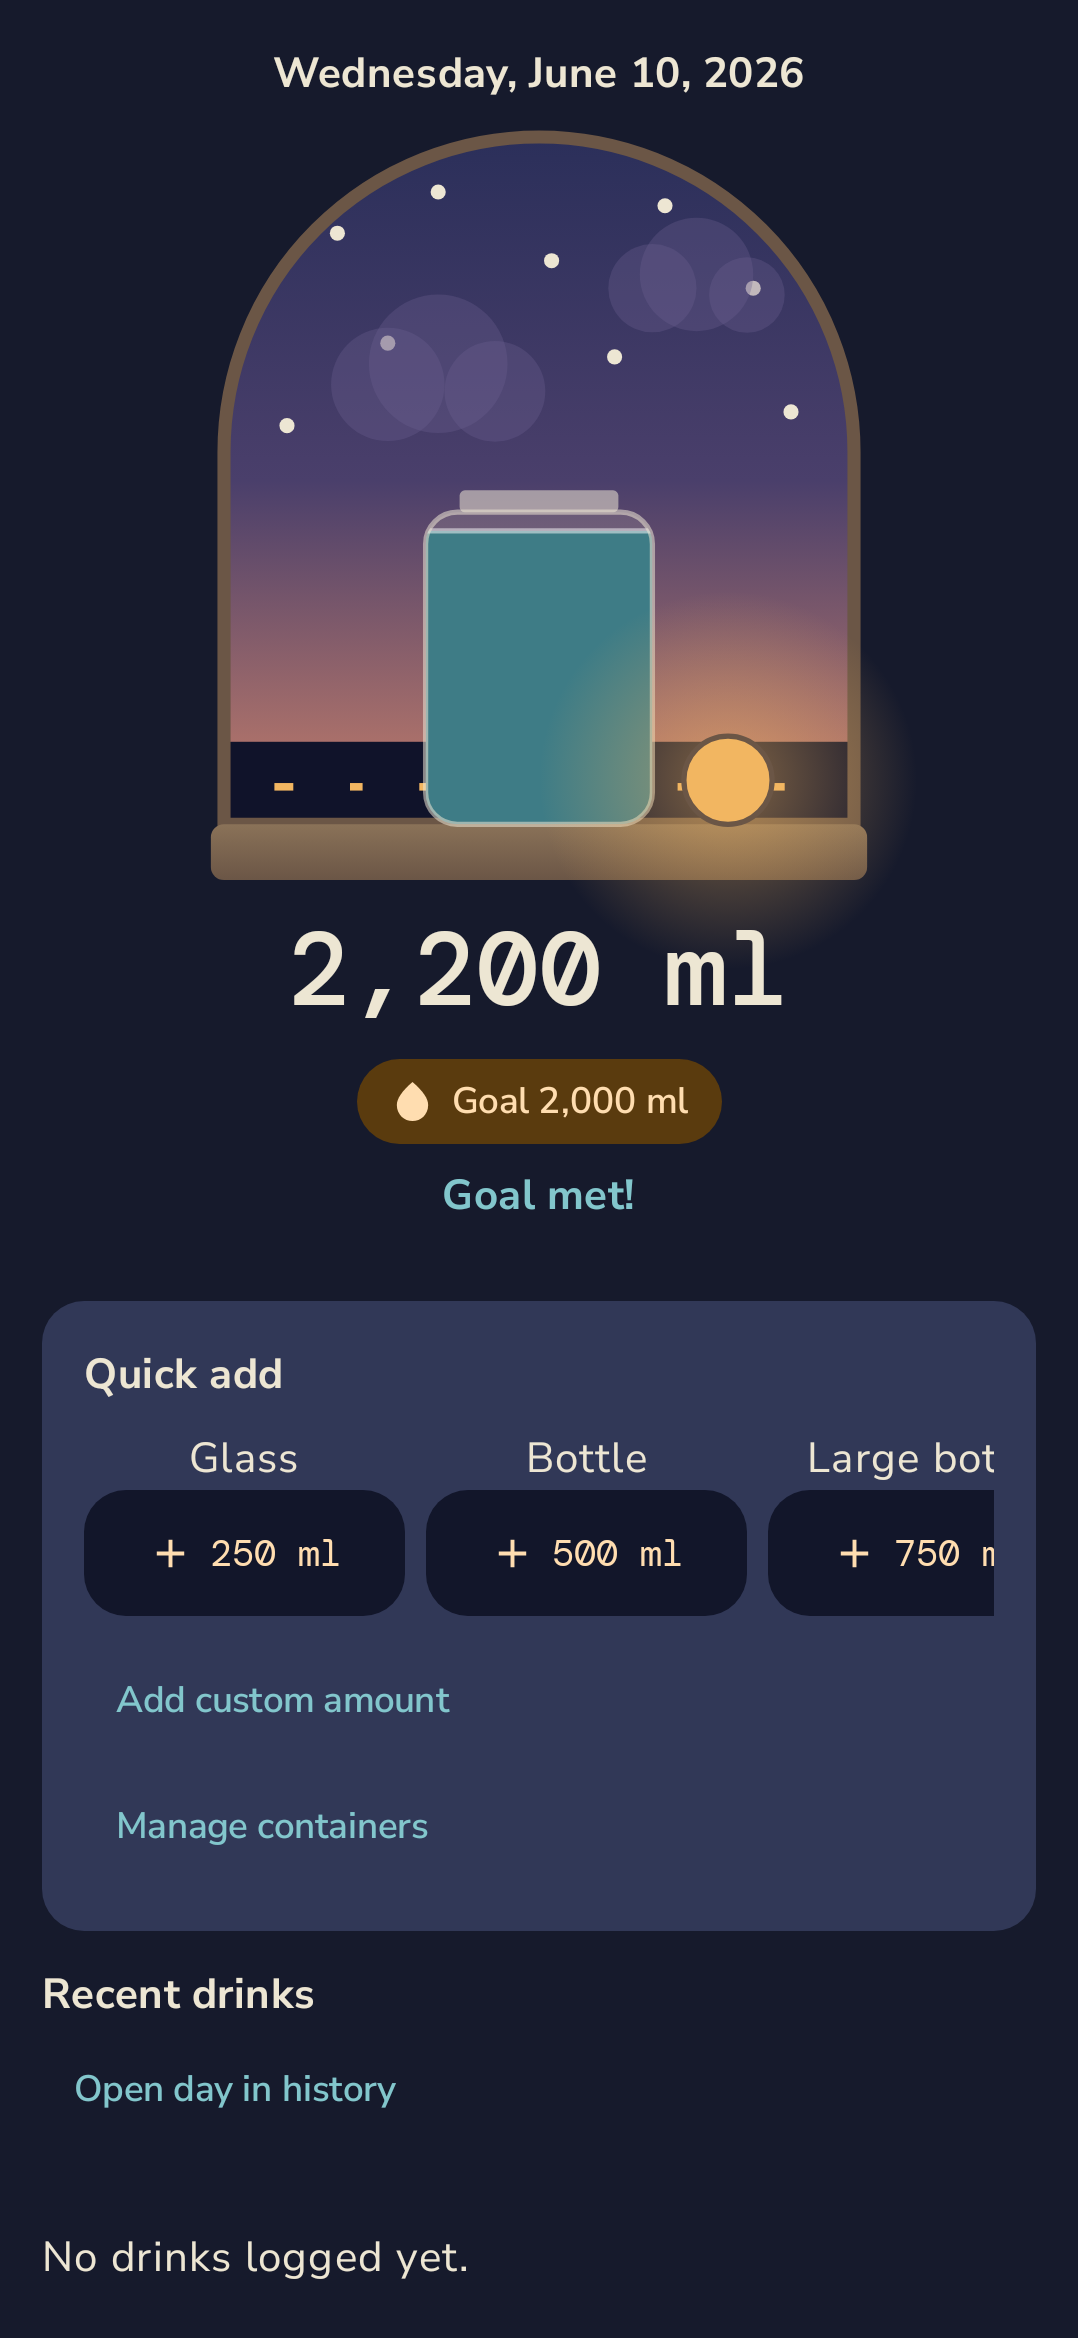 Wednesday, June 10, 2026
2,200 ml
Goal 2,000 ml
Goal met!
Quick add
Glass
Bottle
Large bot
+ 250 ml
+ 500 ml
+ 750 m
Add custom amount
Manage containers
Recent drinks
Open day in history
No drinks logged yet.